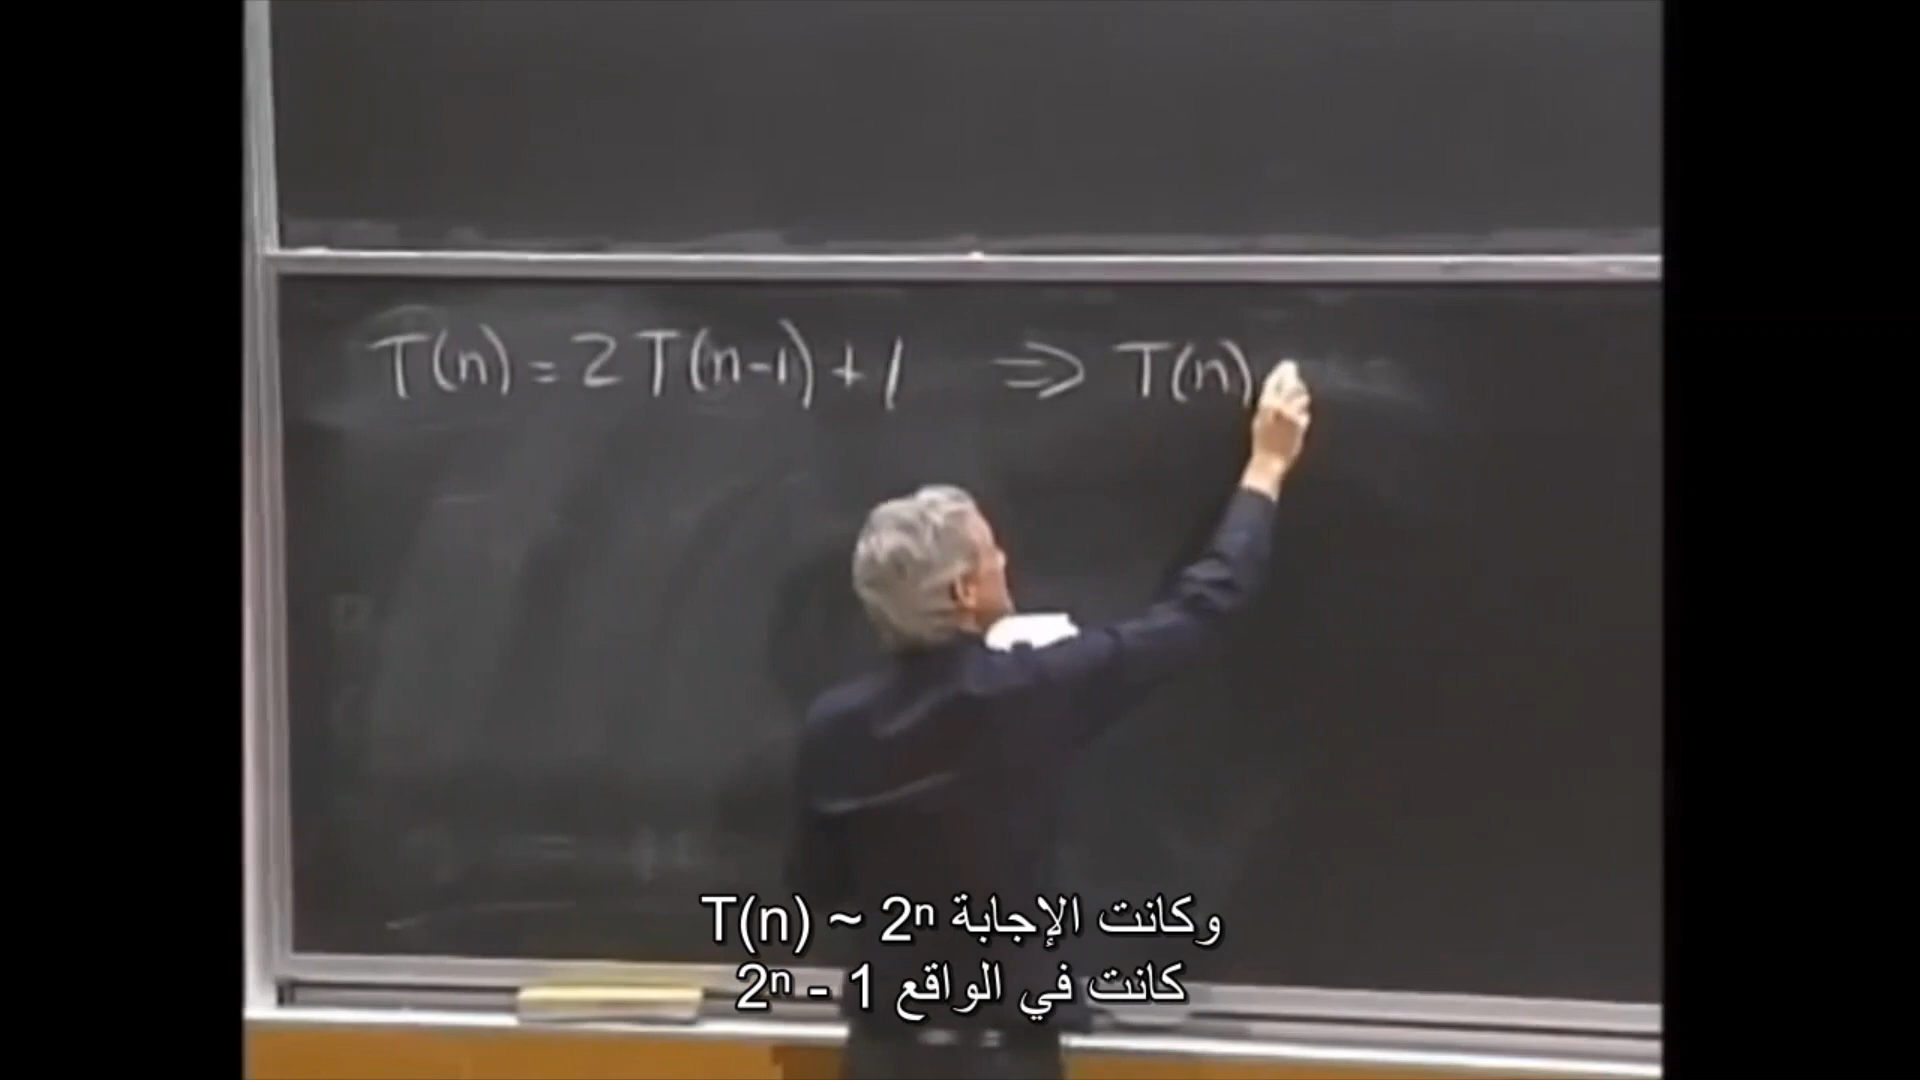 T(n) = 2T(n-1) + 1 ⇒ T(n)
وكانت الإجابة T(n) ~ 2ⁿ
كانت في الواقع 2ⁿ - 1